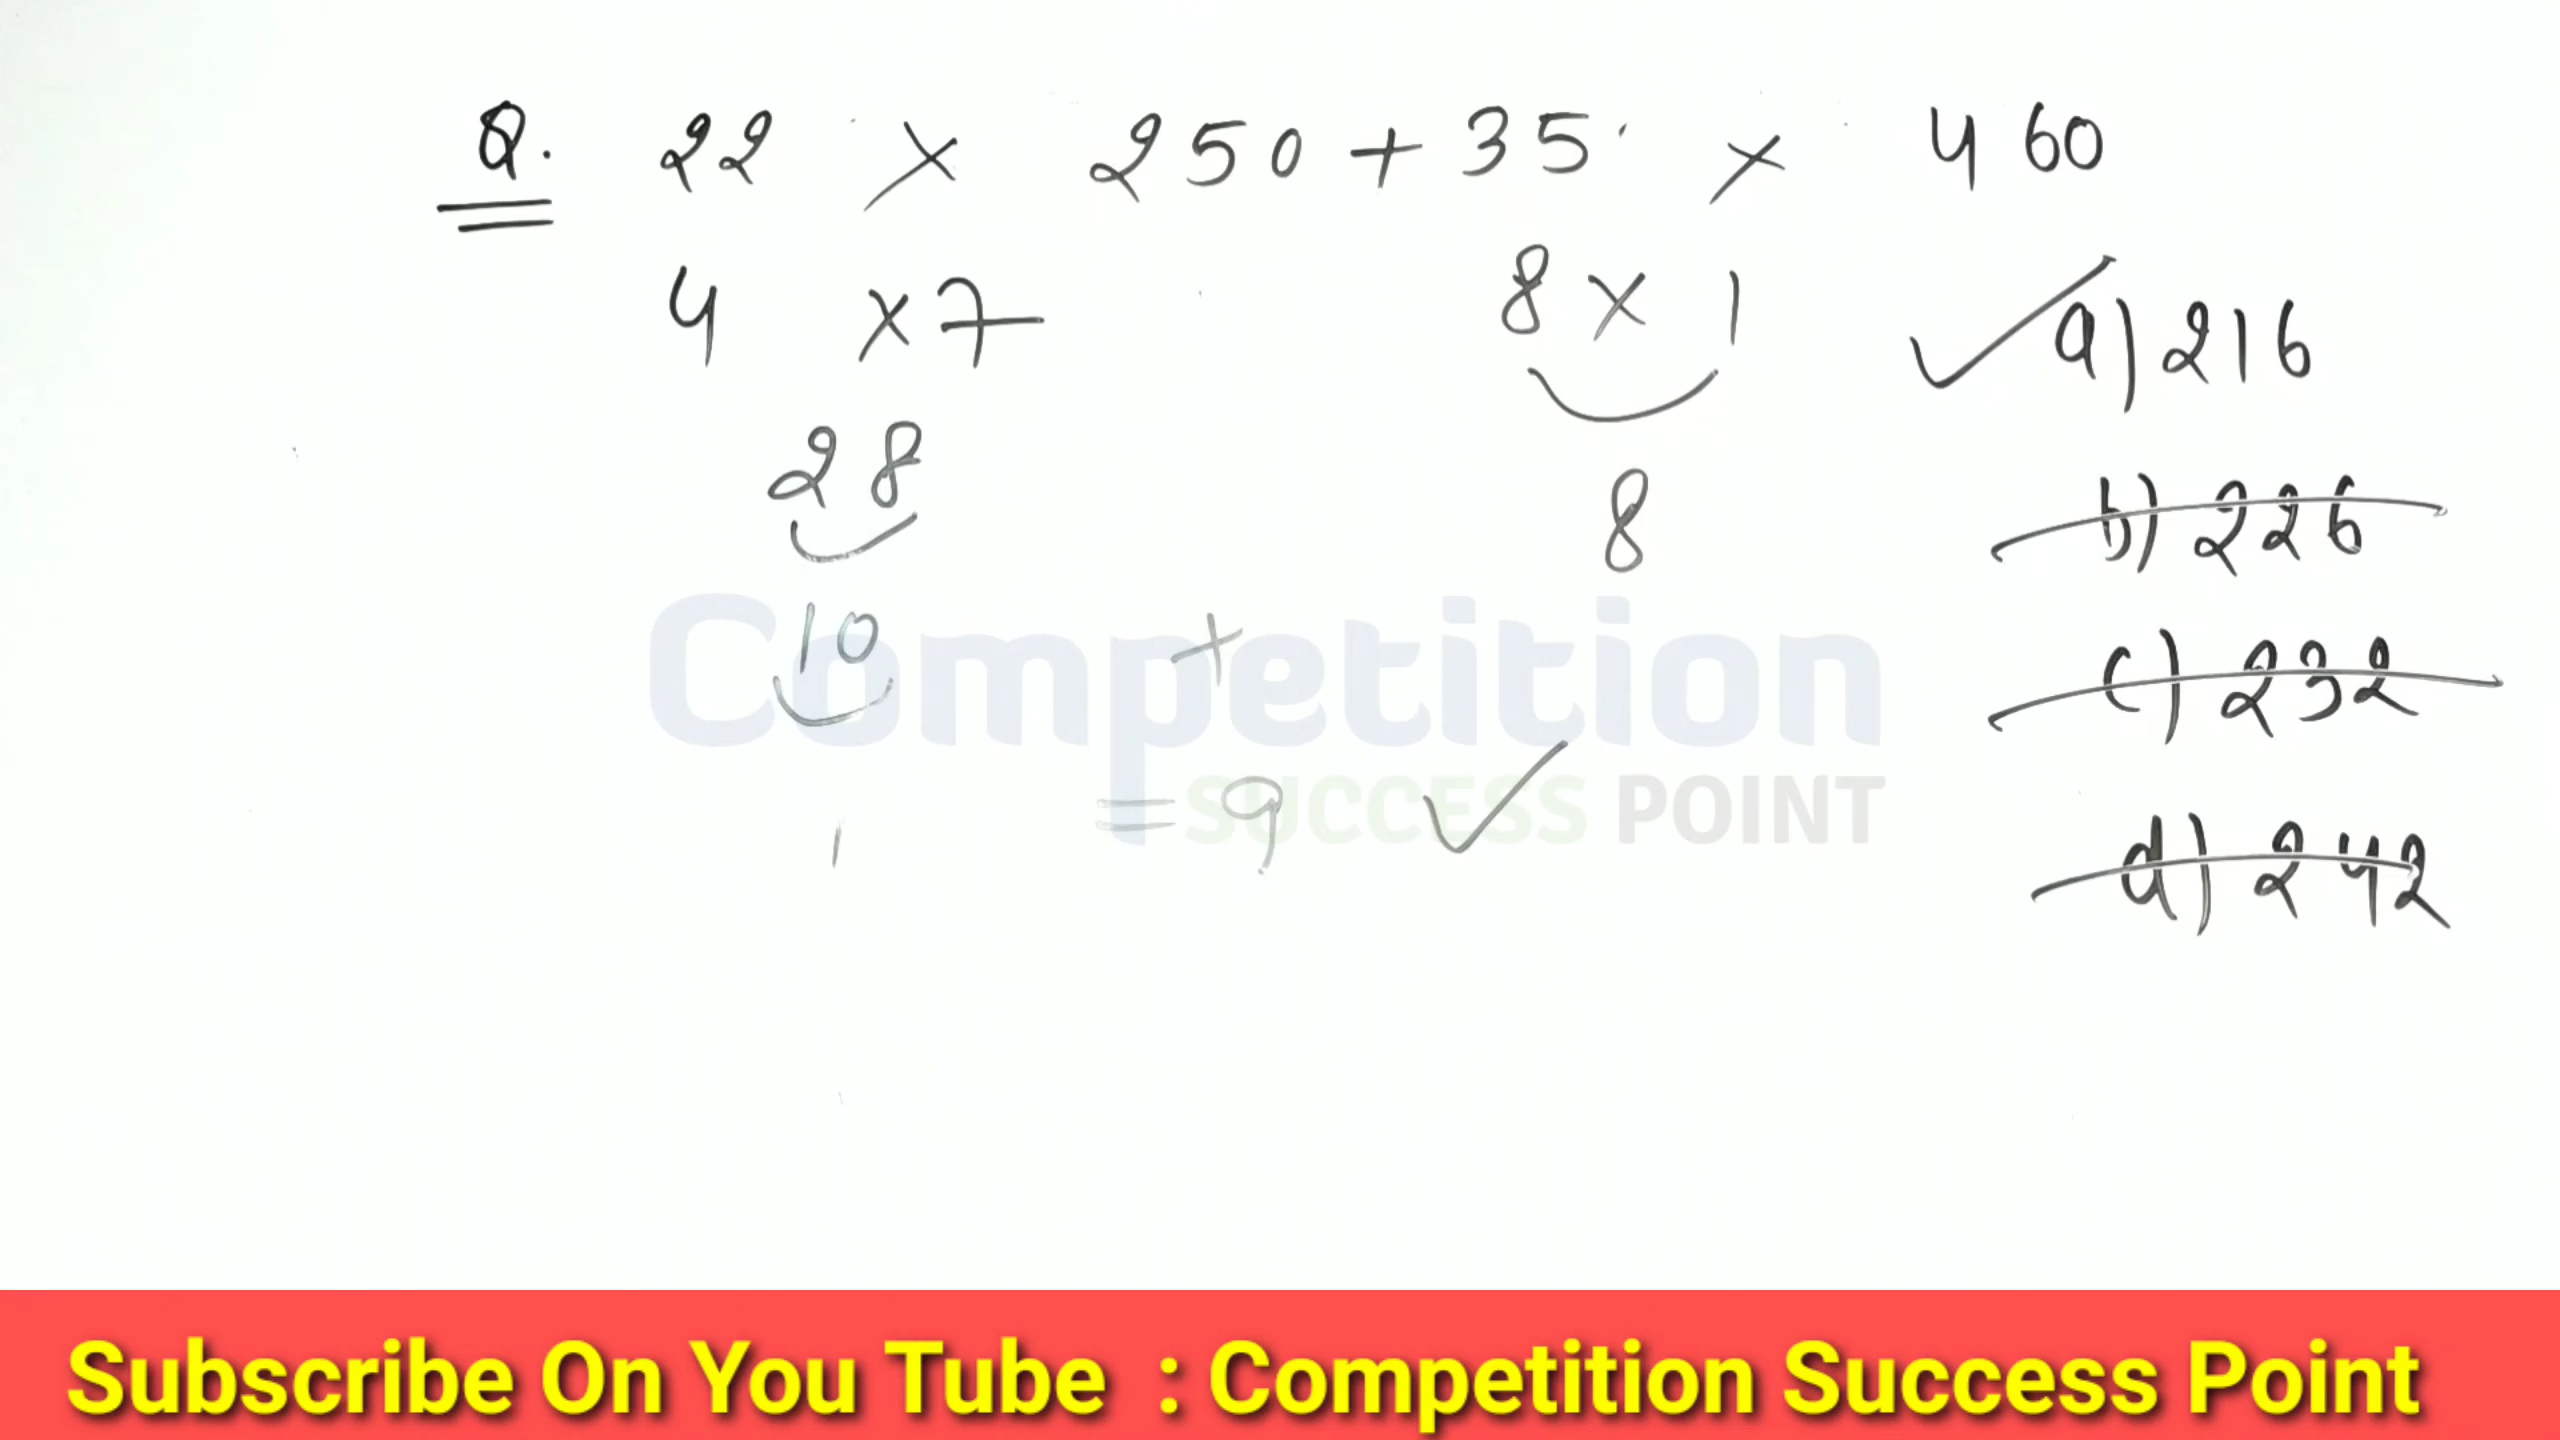 Q. 22 × 250 + 35 × 460
4 × 7 8 × 1
a) 216
28 8
b) 226
10 +
c) 232
1 = 9
d) 242
Competition
SUCCESS POINT
Subscribe On You Tube : Competition Success Point